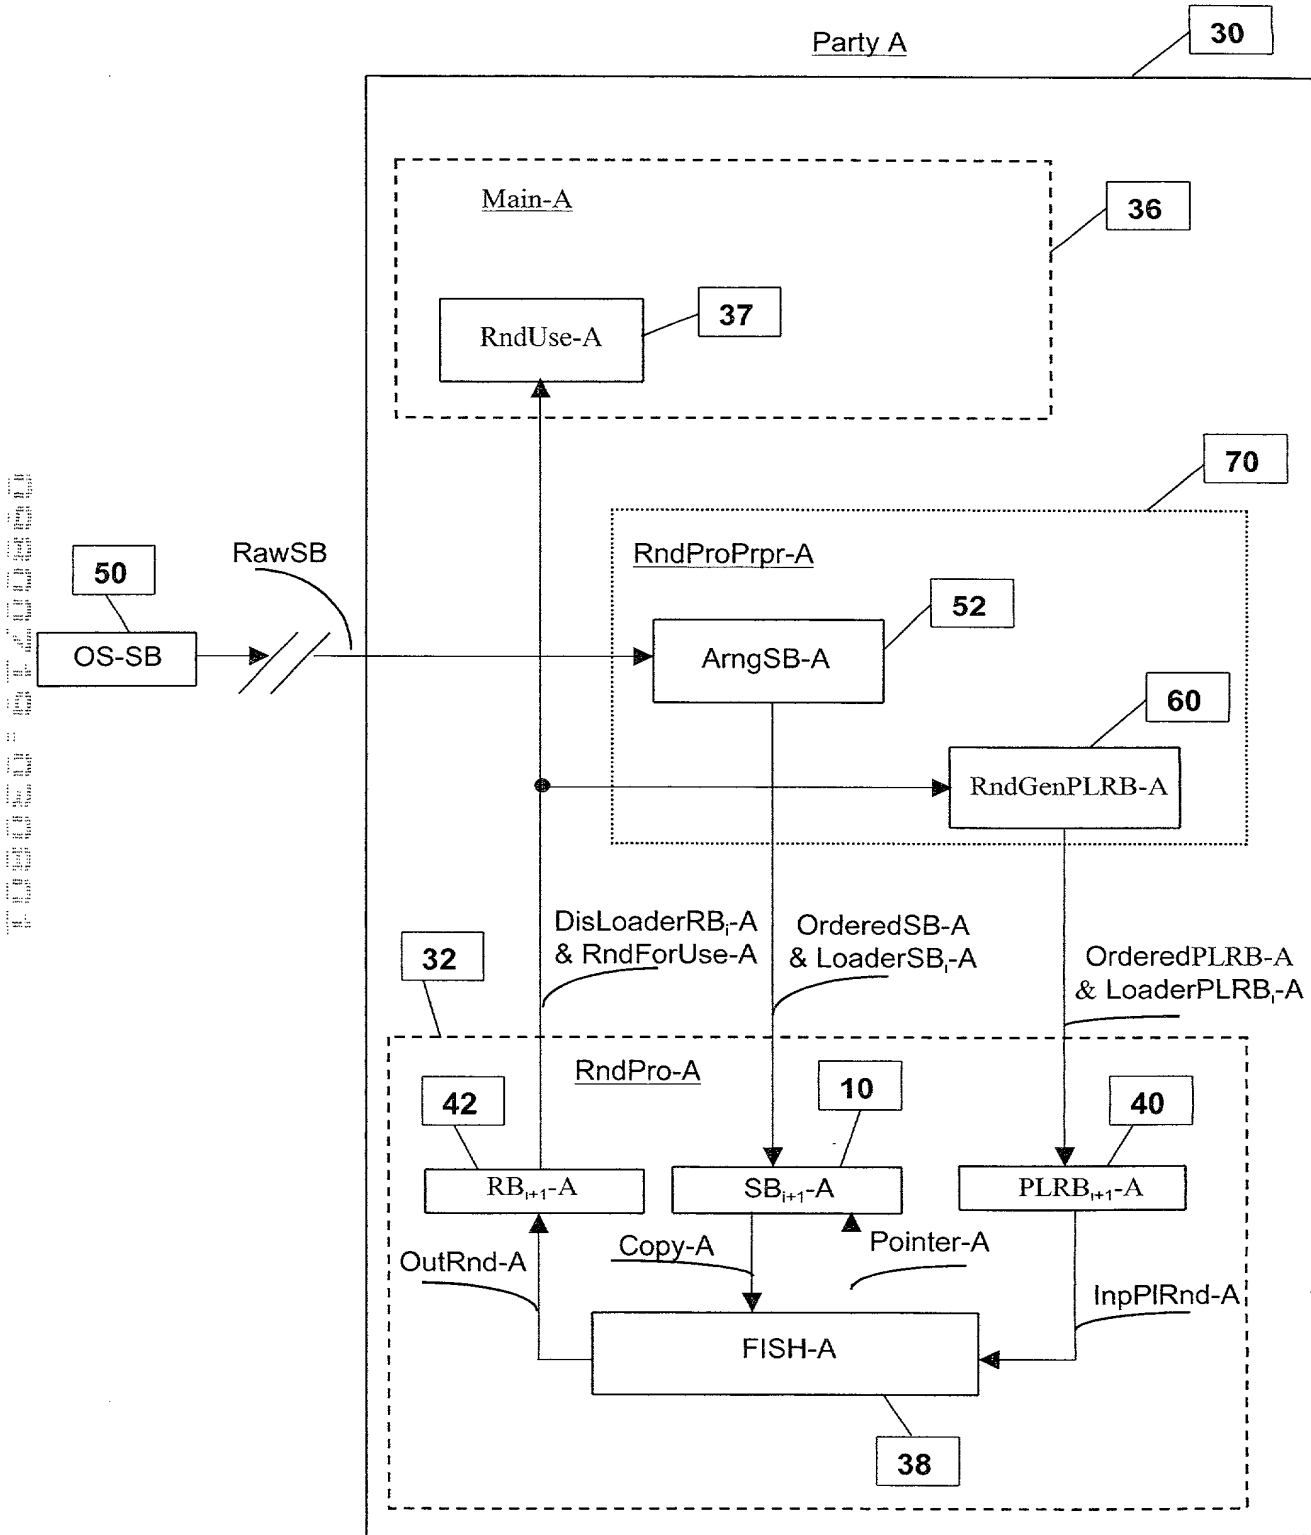 Party A
30
Main-A
36
RndUse-A
37
70
RawSB
RndProPrpr-A
50
52
OS-SB
ArngSB-A
60
RndGenPLRB-A
DisLoaderRBᵢ-A
& RndForUse-A
OrderedSB-A
& LoaderSBᵢ-A
OrderedPLRB-A
& LoaderPLRBᵢ-A
32
RndPro-A
42
10
40
RBᵢ₊₁-A
SBᵢ₊₁-A
PLRBᵢ₊₁-A
OutRnd-A
Copy-A
Pointer-A
InpPlRnd-A
FISH-A
38